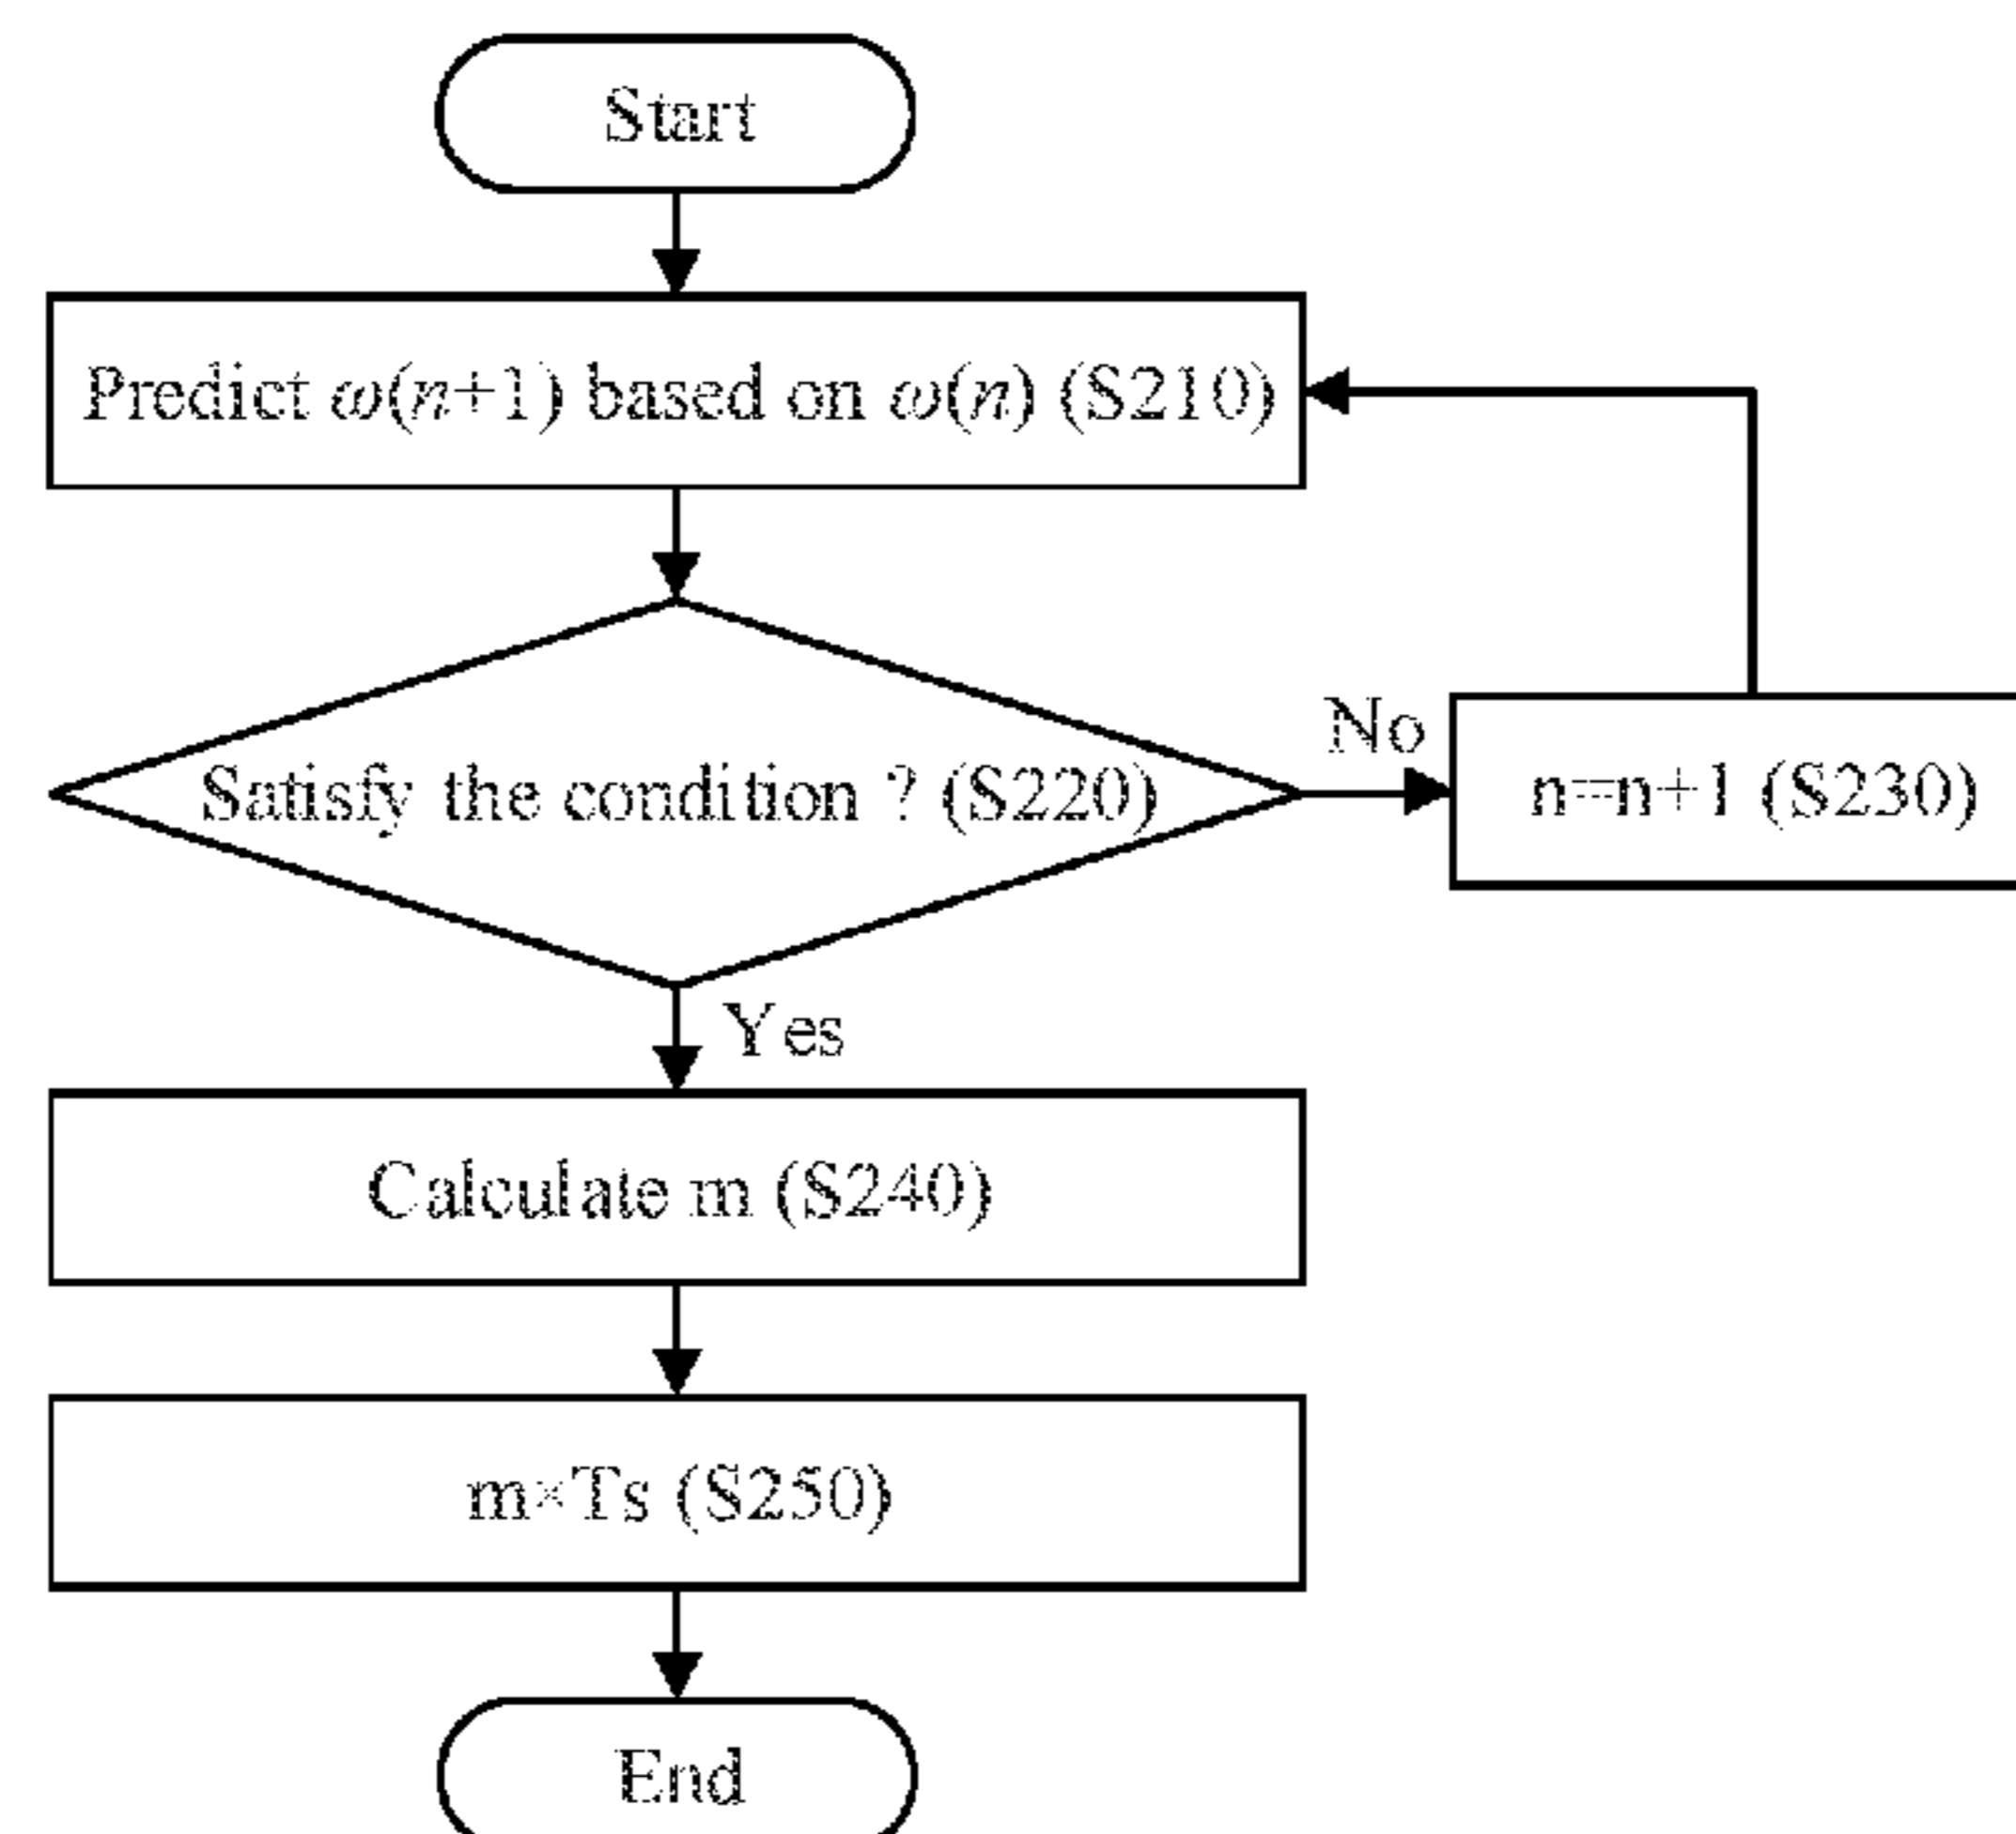 Start
Predict ω(n+1) based on ω(n) (S210)
Satisfy the condition ? (S220)
No
n=n+1 (S230)
Yes
Calculate m (S240)
m×Ts (S250)
End